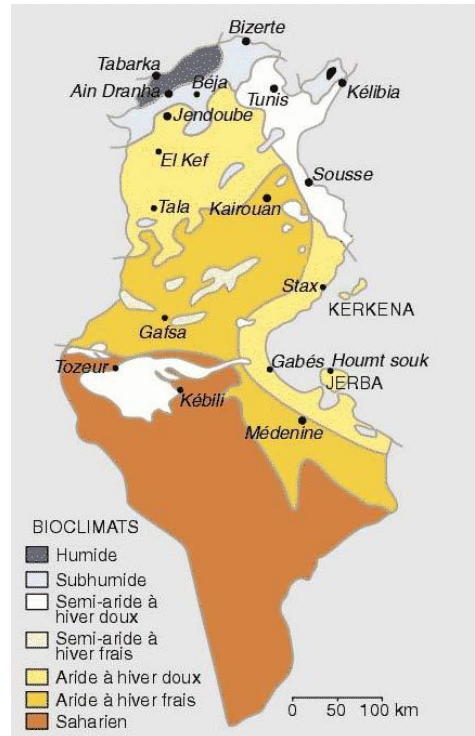 Bizerte
Tabarka
Ain Dranha
Béja
Tunis
Kélibia
Jendoube
El Kef
Sousse
Tala
Kairouan
Stax
KERKENA
Gafsa
Tozeur
Gabés
Houmt souk
JERBA
Kébili
Médenine
BIOCLIMATS
Humide
Subhumide
Semi-aride à
hiver doux
Semi-aride à
hiver frais
Aride à hiver doux
Aride à hiver frais
Saharien
0 50 100 km